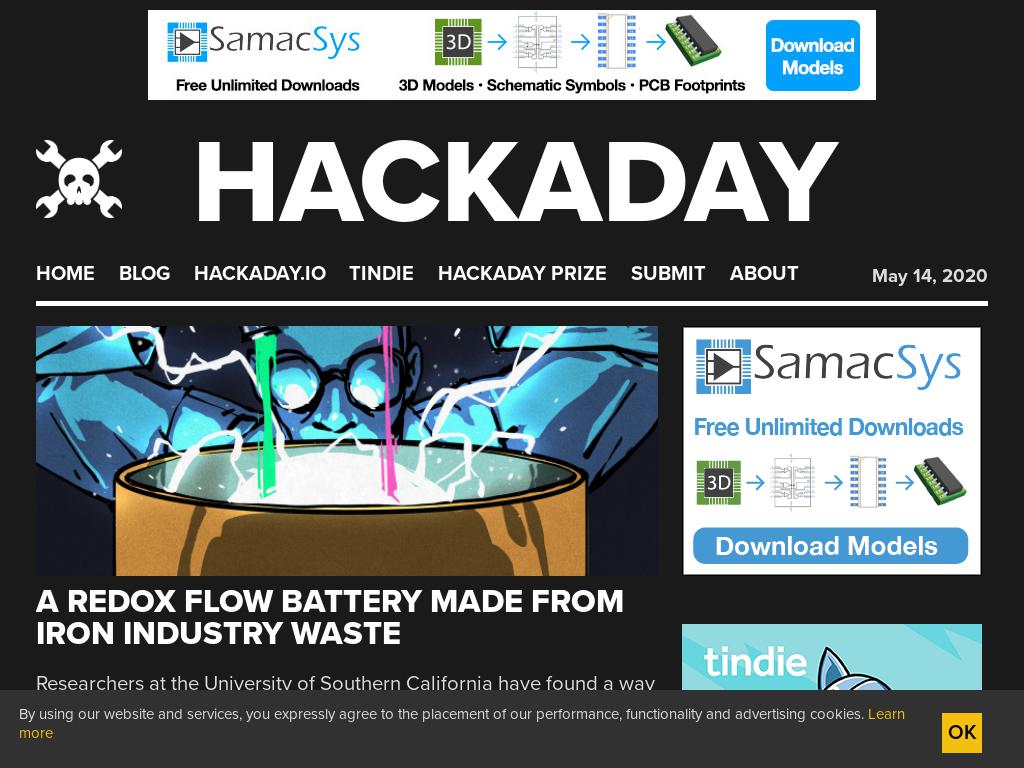 SamacSys
3D
Download
Models
Free Unlimited Downloads
3D Models · Schematic Symbols · PCB Footprints
HACKADAY
HOME BLOG HACKADAY.IO TINDIE HACKADAY PRIZE SUBMIT ABOUT
May 14, 2020
SamacSys
Free Unlimited Downloads
3D
Download Models
A REDOX FLOW BATTERY MADE FROM
IRON INDUSTRY WASTE
Researchers at the University of Southern California have found a way
tindie
By using our website and services, you expressly agree to the placement of our performance, functionality and advertising cookies. Learn
more
OK